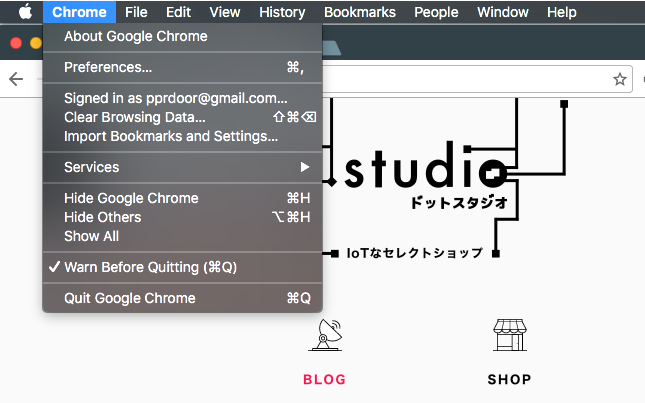 Chrome File Edit View History Bookmarks People Window Help
About Google Chrome
Preferences... ⌘,
Signed in as pprdoor@gmail.com...
Clear Browsing Data... ⇧⌘⌫
Import Bookmarks and Settings...
Services ▶
Hide Google Chrome ⌘H
Hide Others ⌥⌘H
Show All
✓ Warn Before Quitting (⌘Q)
Quit Google Chrome ⌘Q
studio
ドットスタジオ
IoTなセレクトショップ
BLOG SHOP